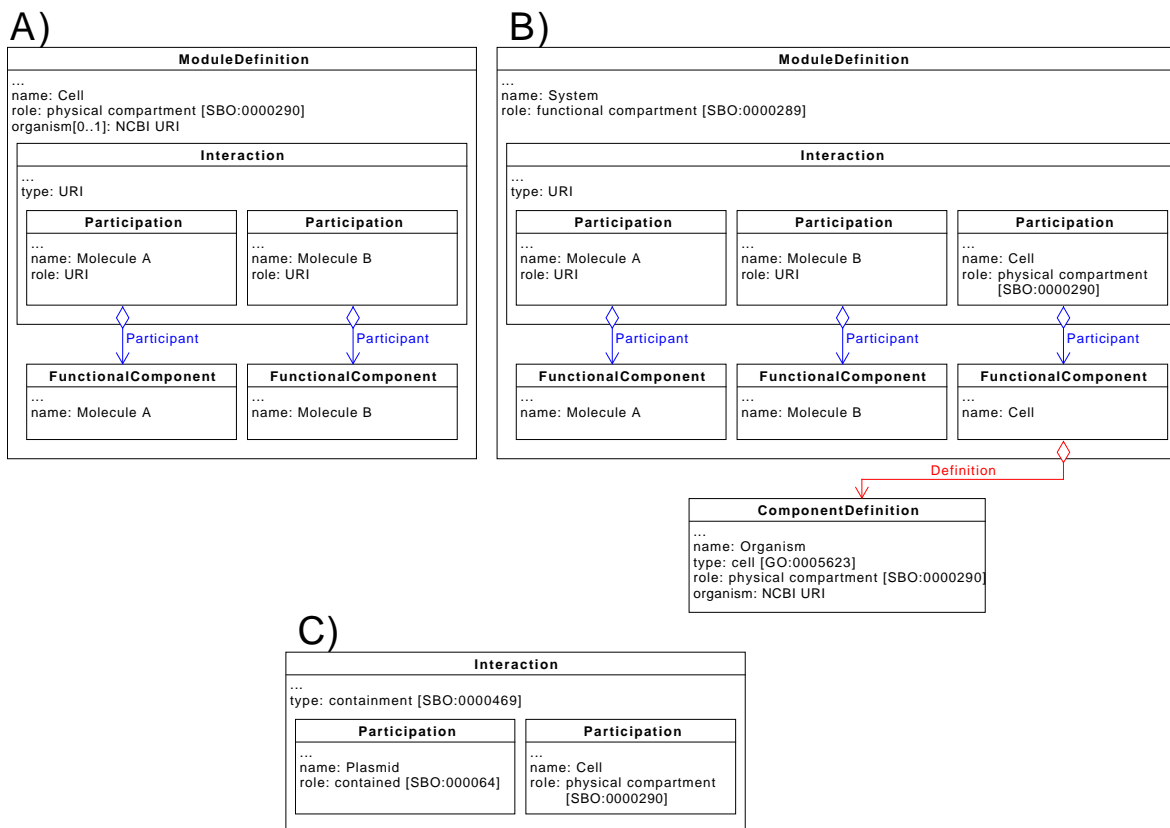 A)
ModuleDefinition
...
name: Cell
role: physical compartment [SBO:0000290]
organism[0..1]: NCBI URI
Interaction
...
type: URI
Participation
...
name: Molecule A
role: URI
Participation
...
name: Molecule B
role: URI
Participant
Participant
FunctionalComponent
...
name: Molecule A
FunctionalComponent
...
name: Molecule B
B)
ModuleDefinition
...
name: System
role: functional compartment [SBO:0000289]
Interaction
...
type: URI
Participation
...
name: Molecule A
role: URI
Participation
...
name: Molecule B
role: URI
Participation
...
name: Cell
role: physical compartment
[SBO:0000290]
Participant
Participant
Participant
FunctionalComponent
...
name: Molecule A
FunctionalComponent
...
name: Molecule B
FunctionalComponent
...
name: Cell
Definition
ComponentDefinition
...
name: Organism
type: cell [GO:0005623]
role: physical compartment [SBO:0000290]
organism: NCBI URI
C)
Interaction
...
type: containment [SBO:0000469]
Participation
...
name: Plasmid
role: contained [SBO:000064]
Participation
...
name: Cell
role: physical compartment
[SBO:0000290]